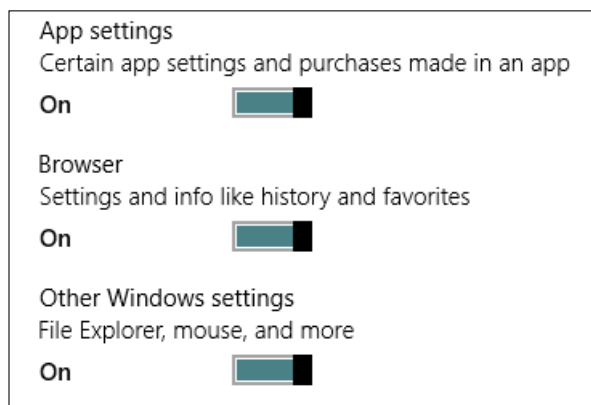 App settings
Certain app settings and purchases made in an app
On
Browser
Settings and info like history and favorites
On
Other Windows settings
File Explorer, mouse, and more
On